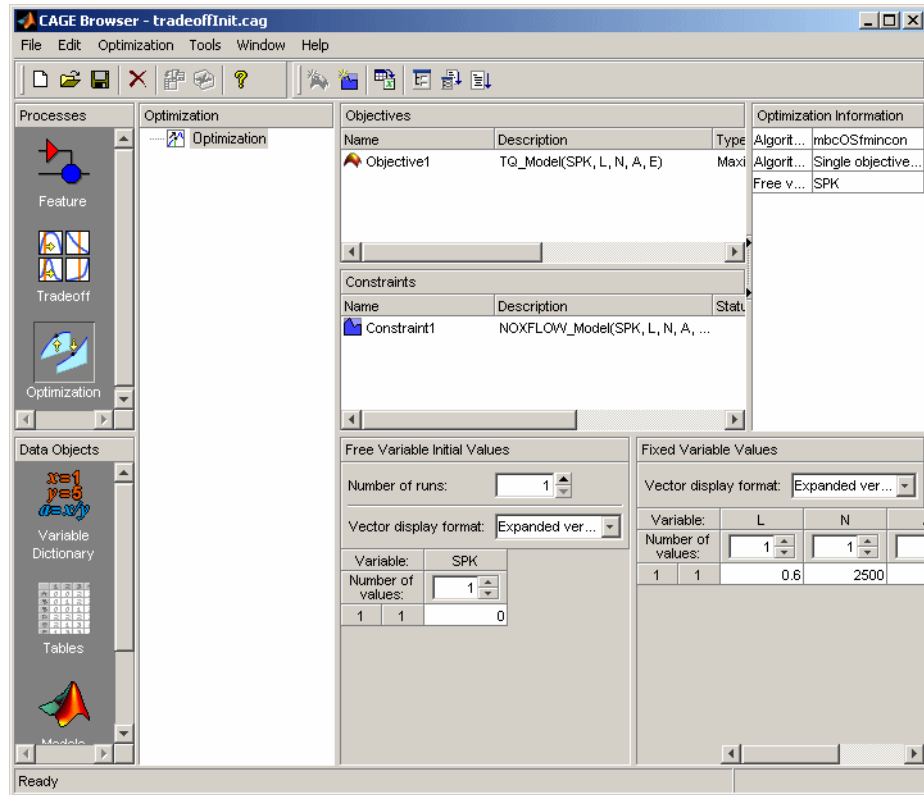 CAGE Browser - tradeoffInit.cag
File Edit Optimization Tools Window Help
Processes
Feature
Tradeoff
Optimization
Data Objects
x=1
y=5
a=x/y
Variable
Dictionary
Tables
Models
Optimization
Optimization
Objectives
Name Description Type
Objective1 TQ_Model(SPK, L, N, A, E) Maxi
Constraints
Name Description Statu
Constraint1 NOXFLOW_Model(SPK, L, N, A, ...
Optimization Information
Algorit... mbcOSfmincon
Algorit... Single objective...
Free v... SPK
Free Variable Initial Values
Number of runs: 1
Vector display format: Expanded ver...
Variable: SPK
Number of values: 1
1 1 0
Fixed Variable Values
Vector display format: Expanded ver...
Variable: L N
Number of values: 1 1
1 1 0.6 2500
Ready